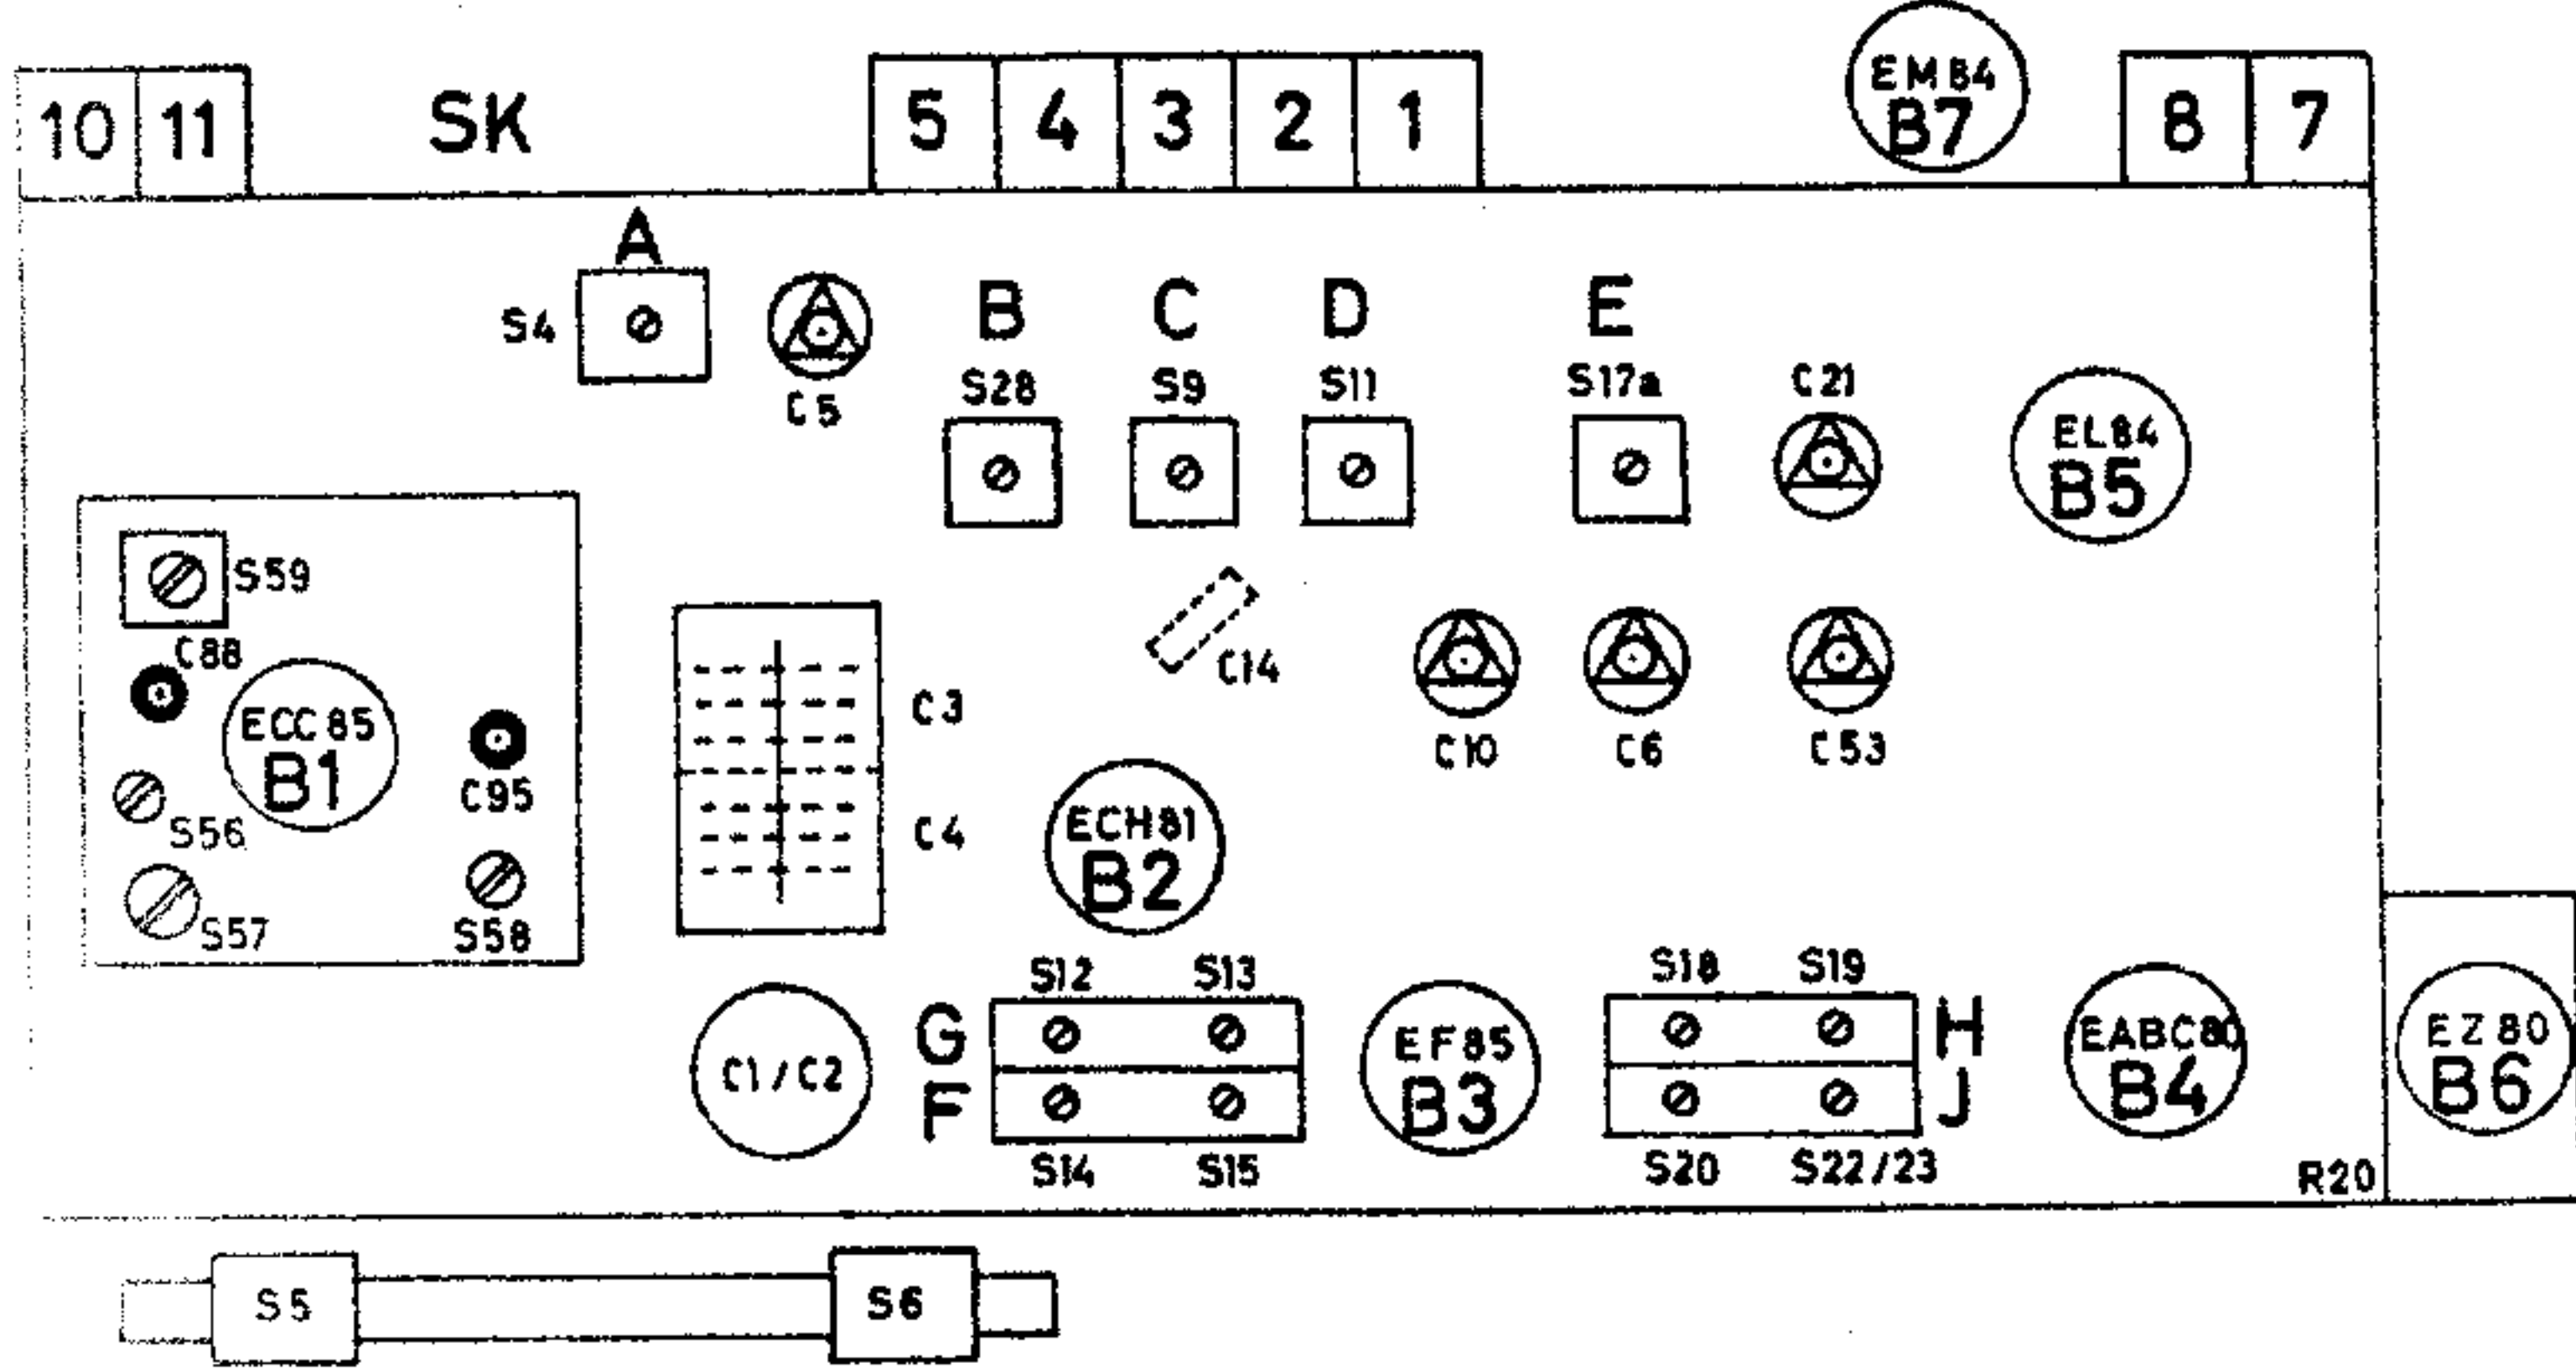 10 11 SK 5 4 3 2 1 EM84 B7 8 7
A
S4 C5
B C D E
S28 S9 S11 S17a C21
EL84
B5
S59
C88
ECC85
B1
C95
S56
S57
S58
C3
C4
C14
C10 C6 C53
ECH81
B2
S12 S13 S18 S19
C1/C2
G
F
EF85
B3
H
J
EABC80
B4
EZ80
B6
S14 S15 S20 S22/23
R20
S5 S6